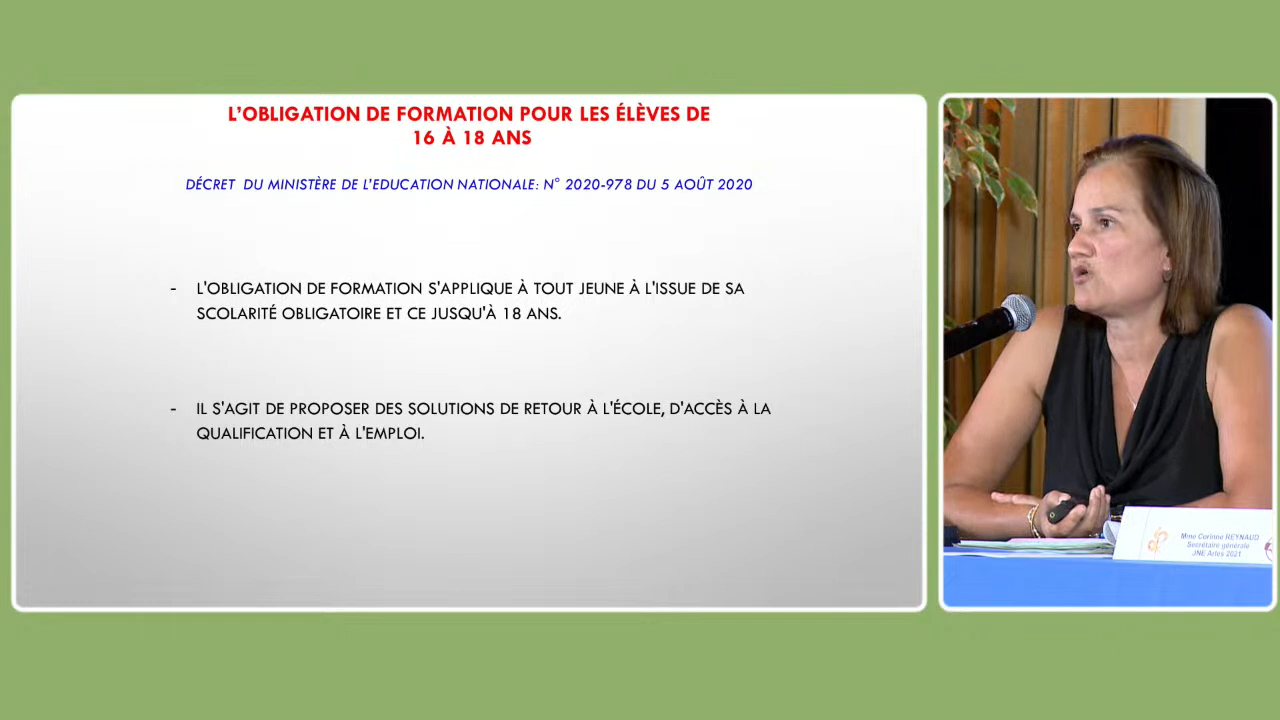 L'OBLIGATION DE FORMATION POUR LES ÉLÈVES DE
16 À 18 ANS
DÉCRET DU MINISTÈRE DE L'EDUCATION NATIONALE: N° 2020-978 DU 5 AOÛT 2020
- L'OBLIGATION DE FORMATION S'APPLIQUE À TOUT JEUNE À L'ISSUE DE SA
SCOLARITÉ OBLIGATOIRE ET CE JUSQU'À 18 ANS.
- IL S'AGIT DE PROPOSER DES SOLUTIONS DE RETOUR À L'ÉCOLE, D'ACCÈS À LA
QUALIFICATION ET À L'EMPLOI.
Mme Corinne REYNAUD
Secrétaire générale
JNE Arles 2021